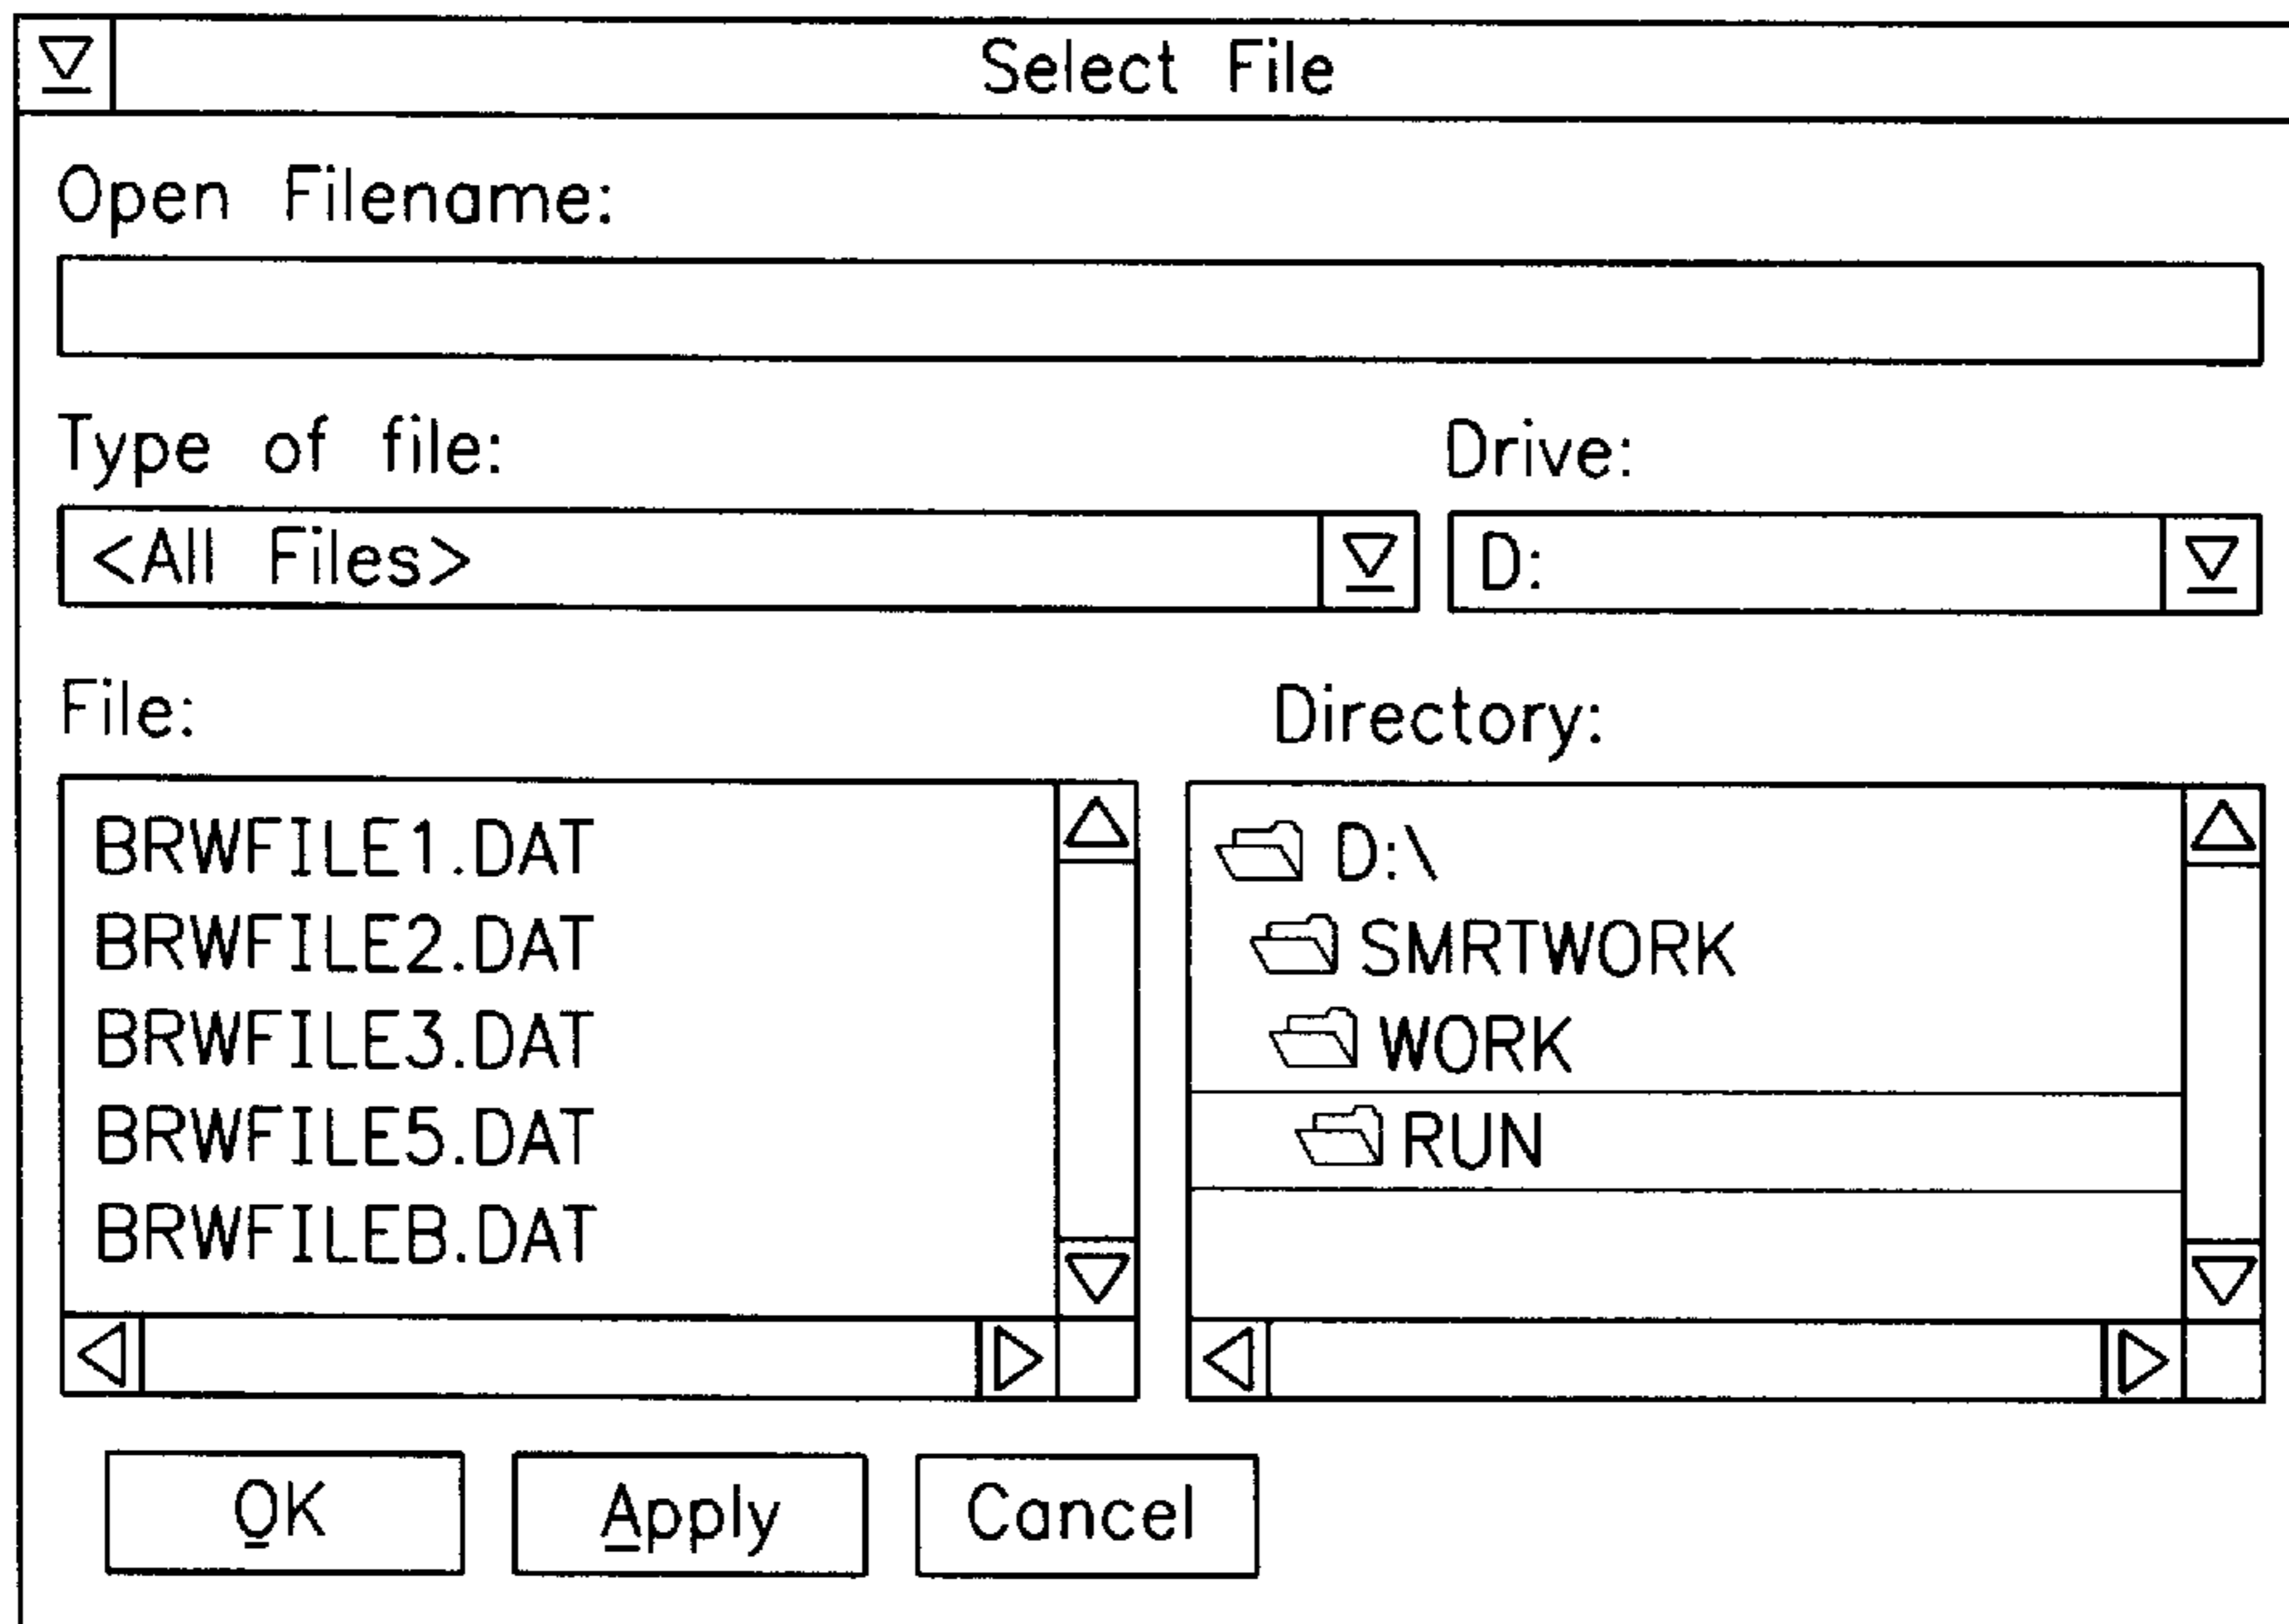 Select File
Open Filename:
Type of file: Drive:
<All Files> D:
File: Directory:
BRWFILE1.DAT
BRWFILE2.DAT
BRWFILE3.DAT
BRWFILE5.DAT
BRWFILEB.DAT
D:\
SMRTWORK
WORK
RUN
OK Apply Cancel